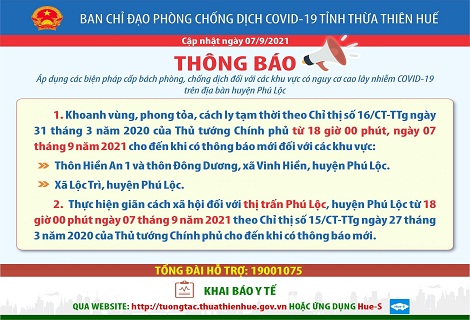 BAN CHỈ ĐẠO PHÒNG CHỐNG DỊCH COVID-19 TỈNH THỪA THIÊN HUẾ
Cập nhật ngày 07/9/2021
THÔNG BÁO
Áp dụng các biện pháp cấp bách phòng, chống dịch đối với các khu vực có nguy cơ cao lây nhiễm COVID-19
trên địa bàn huyện Phú Lộc
1. Khoanh vùng, phong tỏa, cách ly tạm thời theo Chỉ thị số 16/CT-TTg ngày
31 tháng 3 năm 2020 của Thủ tướng Chính phủ từ 18 giờ 00 phút, ngày 07
tháng 9 năm 2021 cho đến khi có thông báo mới đối với các khu vực:
Thôn Hiền An 1 và thôn Đông Dương, xã Vinh Hiền, huyện Phú Lộc.
Xã Lộc Trì, huyện Phú Lộc.
2. Thực hiện giãn cách xã hội đối với thị trấn Phú Lộc, huyện Phú Lộc từ 18
giờ 00 phút ngày 07 tháng 9 năm 2021 theo Chỉ thị số 15/CT-TTg ngày 27 tháng
3 năm 2020 của Thủ tướng Chính phủ cho đến khi có thông báo mới.
TỔNG ĐÀI HỖ TRỢ: 19001075
KHAI BÁO Y TẾ
QUA WEBSITE: http://tuongtac.thuathienhue.gov.vn HOẶC ỨNG DỤNG Hue-S